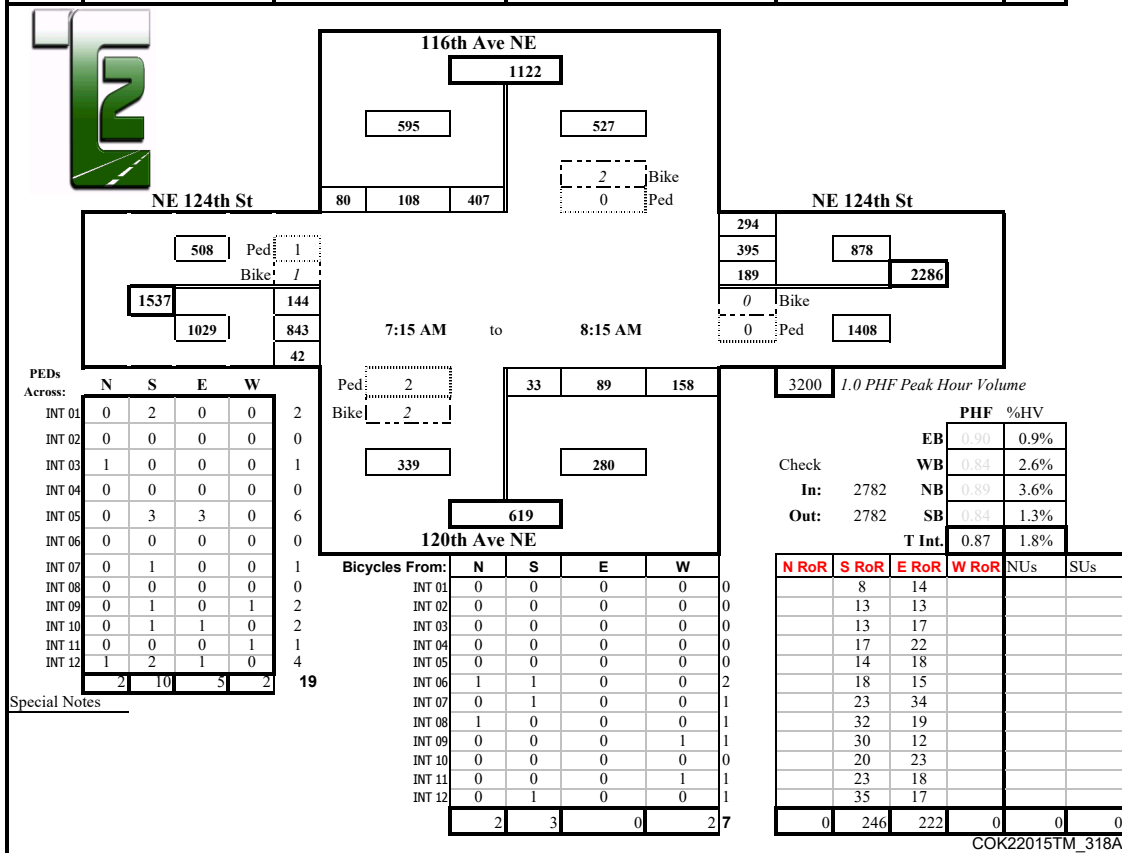 T2
116th Ave NE
1122
595 527
2 Bike
0 Ped
NE 124th St
80 108 407
NE 124th St
294
508 Ped 1
395 878
Bike 1
189 2286
1537 144
0 Bike
1029 843
7:15 AM to 8:15 AM
0 Ped 1408
42
PEDs
Across:
N S E W
Ped 2
33 89 158
3200 1.0 PHF Peak Hour Volume
Bike 2
PHF %HV
EB 0.90 0.9%
339 280
Check WB 0.84 2.6%
In: 2782 NB 0.89 3.6%
619
Out: 2782 SB 0.84 1.3%
120th Ave NE
T Int. 0.87 1.8%
INT 01 0 2 0 0 2
INT 02 0 0 0 0 0
INT 03 1 0 0 0 1
INT 04 0 0 0 0 0
INT 05 0 3 3 0 6
INT 06 0 0 0 0 0
INT 07 0 1 0 0 1
INT 08 0 0 0 0 0
INT 09 0 1 0 1 2
INT 10 0 1 1 0 2
INT 11 0 0 0 1 1
INT 12 1 2 1 0 4
2 10 5 2 19
Special Notes
Bicycles From: N S E W
INT 01 0 0 0 0 0
INT 02 0 0 0 0 0
INT 03 0 0 0 0 0
INT 04 0 0 0 0 0
INT 05 0 0 0 0 0
INT 06 1 1 0 0 2
INT 07 0 1 0 0 1
INT 08 1 0 0 0 1
INT 09 0 0 0 1 1
INT 10 0 0 0 0 0
INT 11 0 0 0 1 1
INT 12 0 1 0 0 1
2 3 0 2 7
N RoR S RoR E RoR W RoR NUs SUs
8 14
13 13
13 17
17 22
14 18
18 15
23 34
32 19
30 12
20 23
23 18
35 17
0 246 222 0 0 0
COK22015TM_318A